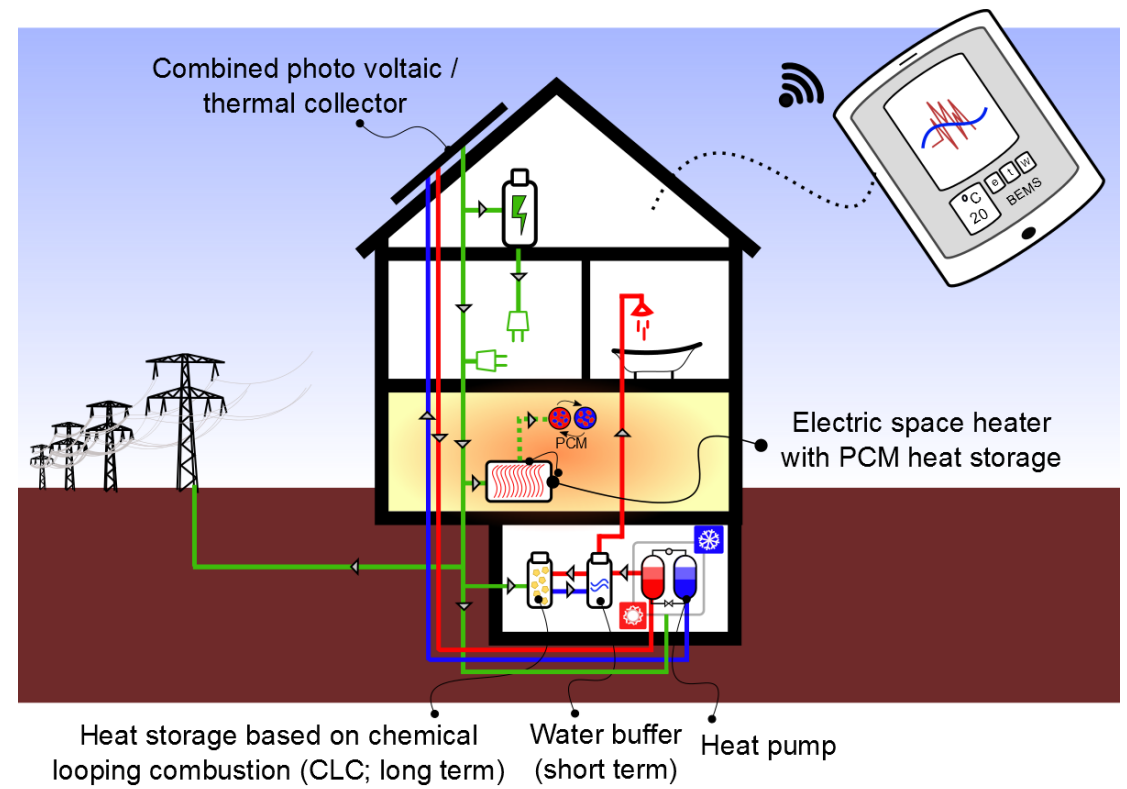 Combined photo voltaic /
thermal collector
e t w
°C
20
BEMS
PCM
Electric space heater
with PCM heat storage
Heat storage based on chemical
looping combustion (CLC; long term)
Water buffer
(short term)
Heat pump